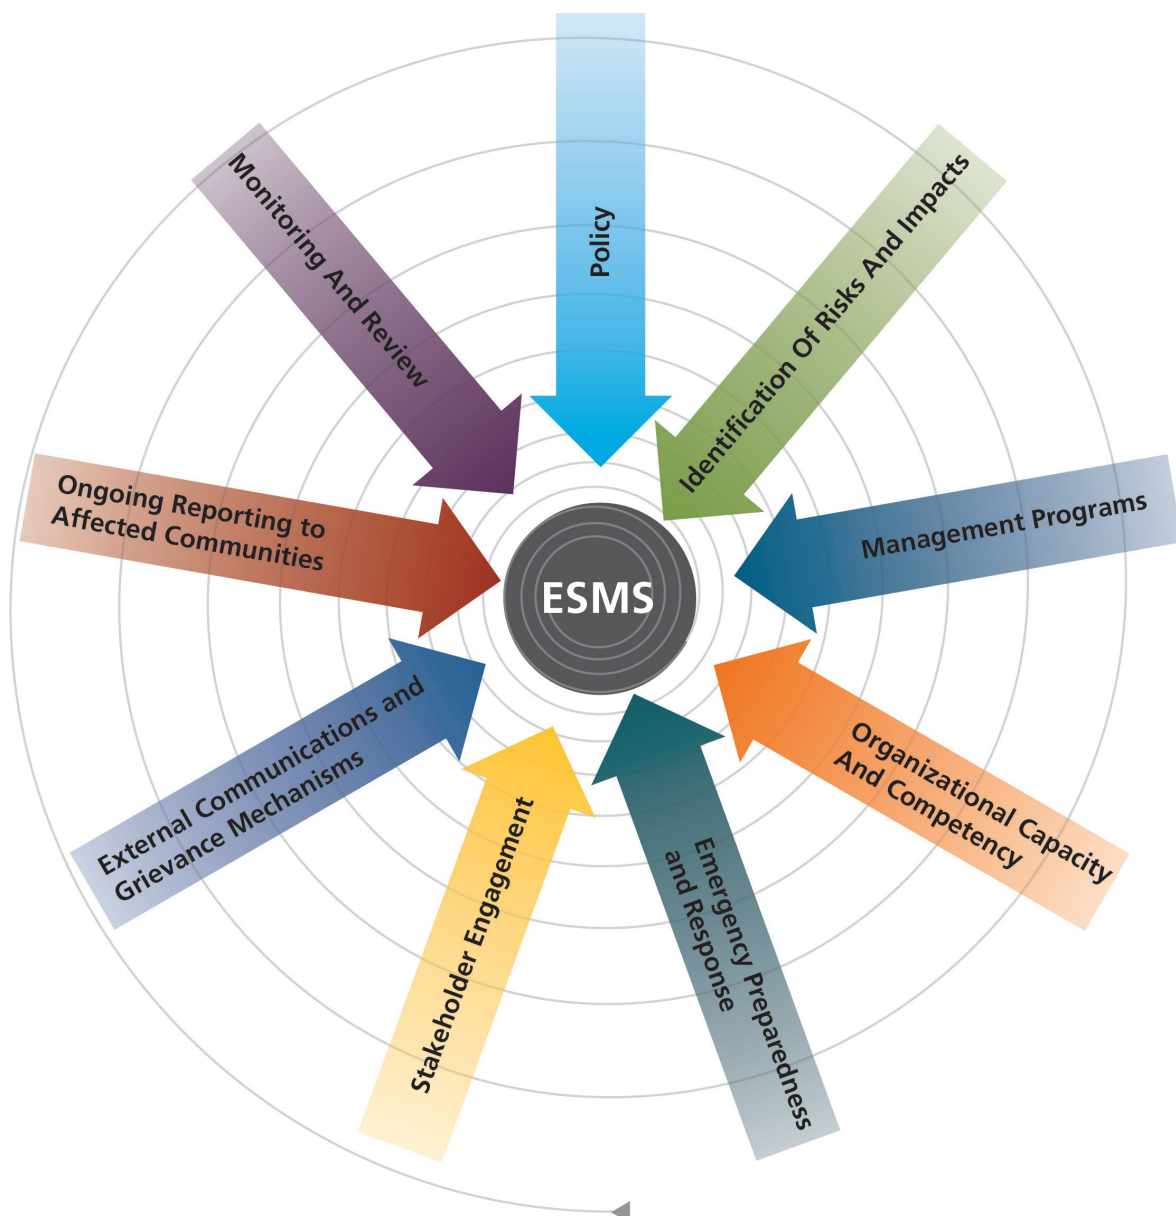 Policy
Identification Of Risks And Impacts
Management Programs
Organizational Capacity
And Competency
Emergency Preparedness
and Response
Stakeholder Engagement
External Communications and
Grievance Mechanisms
Ongoing Reporting to
Affected Communities
Monitoring And Review
ESMS